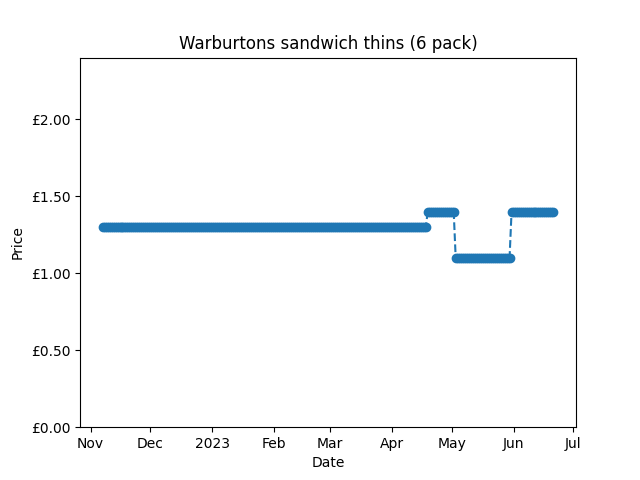 Warburtons sandwich thins (6 pack)
£2.00
£1.50
£1.00
£0.50
£0.00
Price
Nov Dec 2023 Feb Mar Apr May Jun Jul
Date